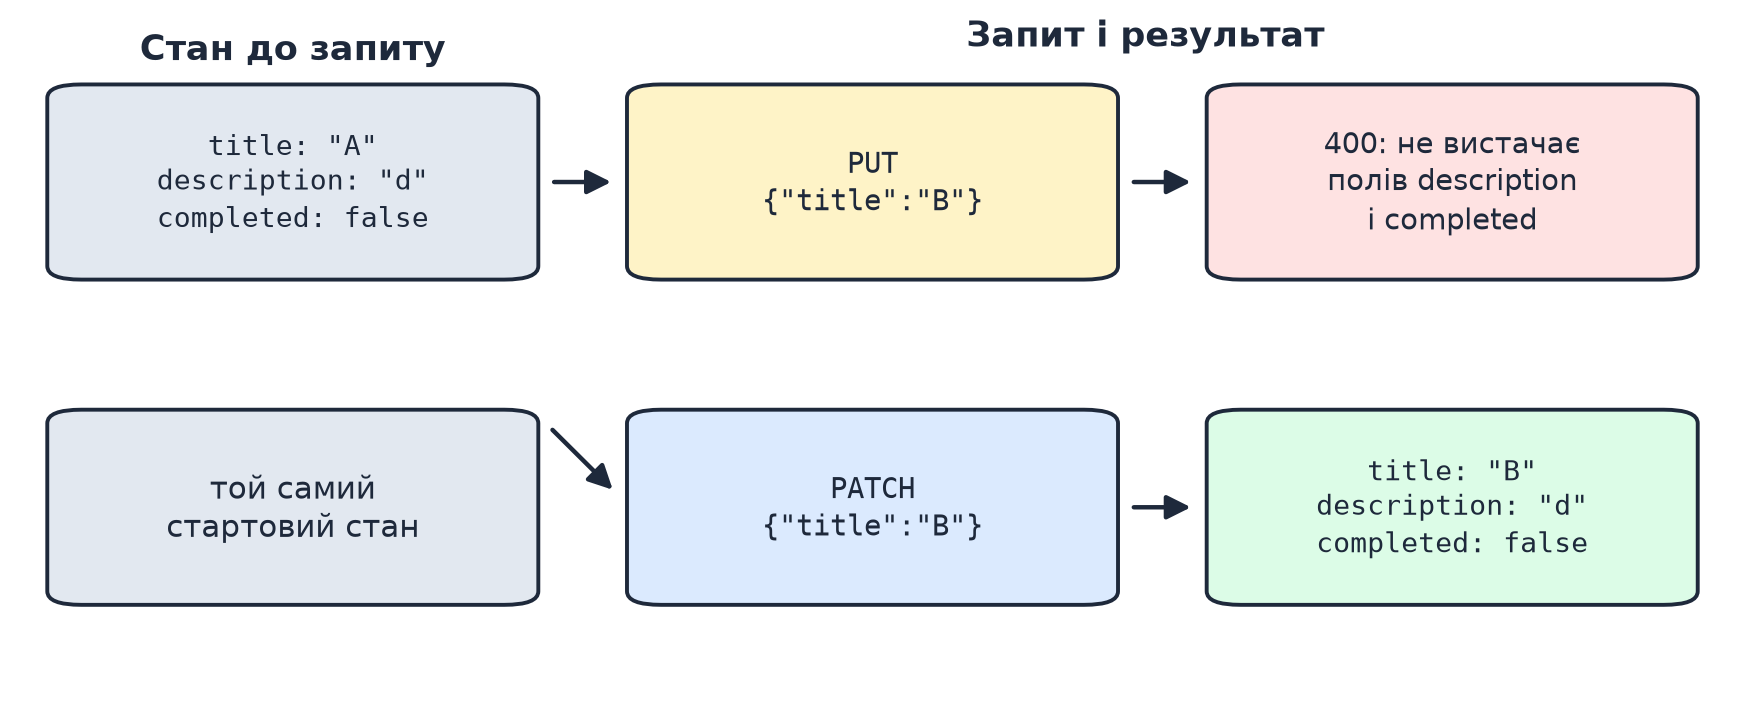 Стан до запиту
Запит і результат
title: "A"
description: "d"
completed: false
PUT
{"title":"B"}
400: не вистачає
полів description
і completed
той самий
стартовий стан
PATCH
{"title":"B"}
title: "B"
description: "d"
completed: false